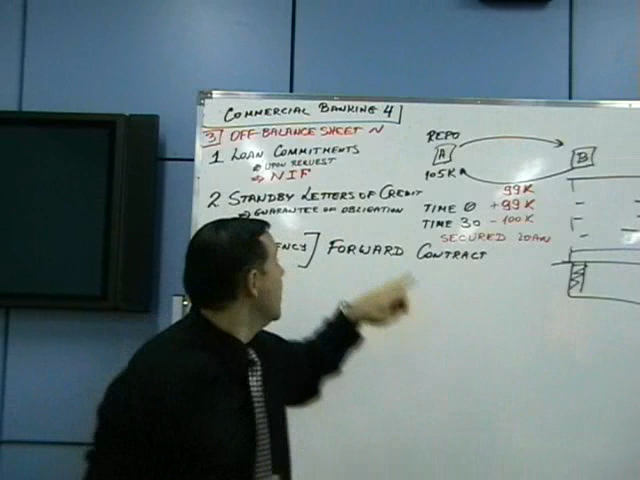 COMMERCIAL BANKING 4
3 OFF-BALANCE SHEET ~
1 LOAN COMMITMENTS
UPON REQUEST
⇒ NIF
2 STANDBY LETTERS OF CREDIT
⇒ GUARANTEE OF OBLIGATION
ENCY] FORWARD CONTRACT
REPO
A B
105K
99K
TIME 0 +99K
TIME 30 -100K
SECURED LOAN